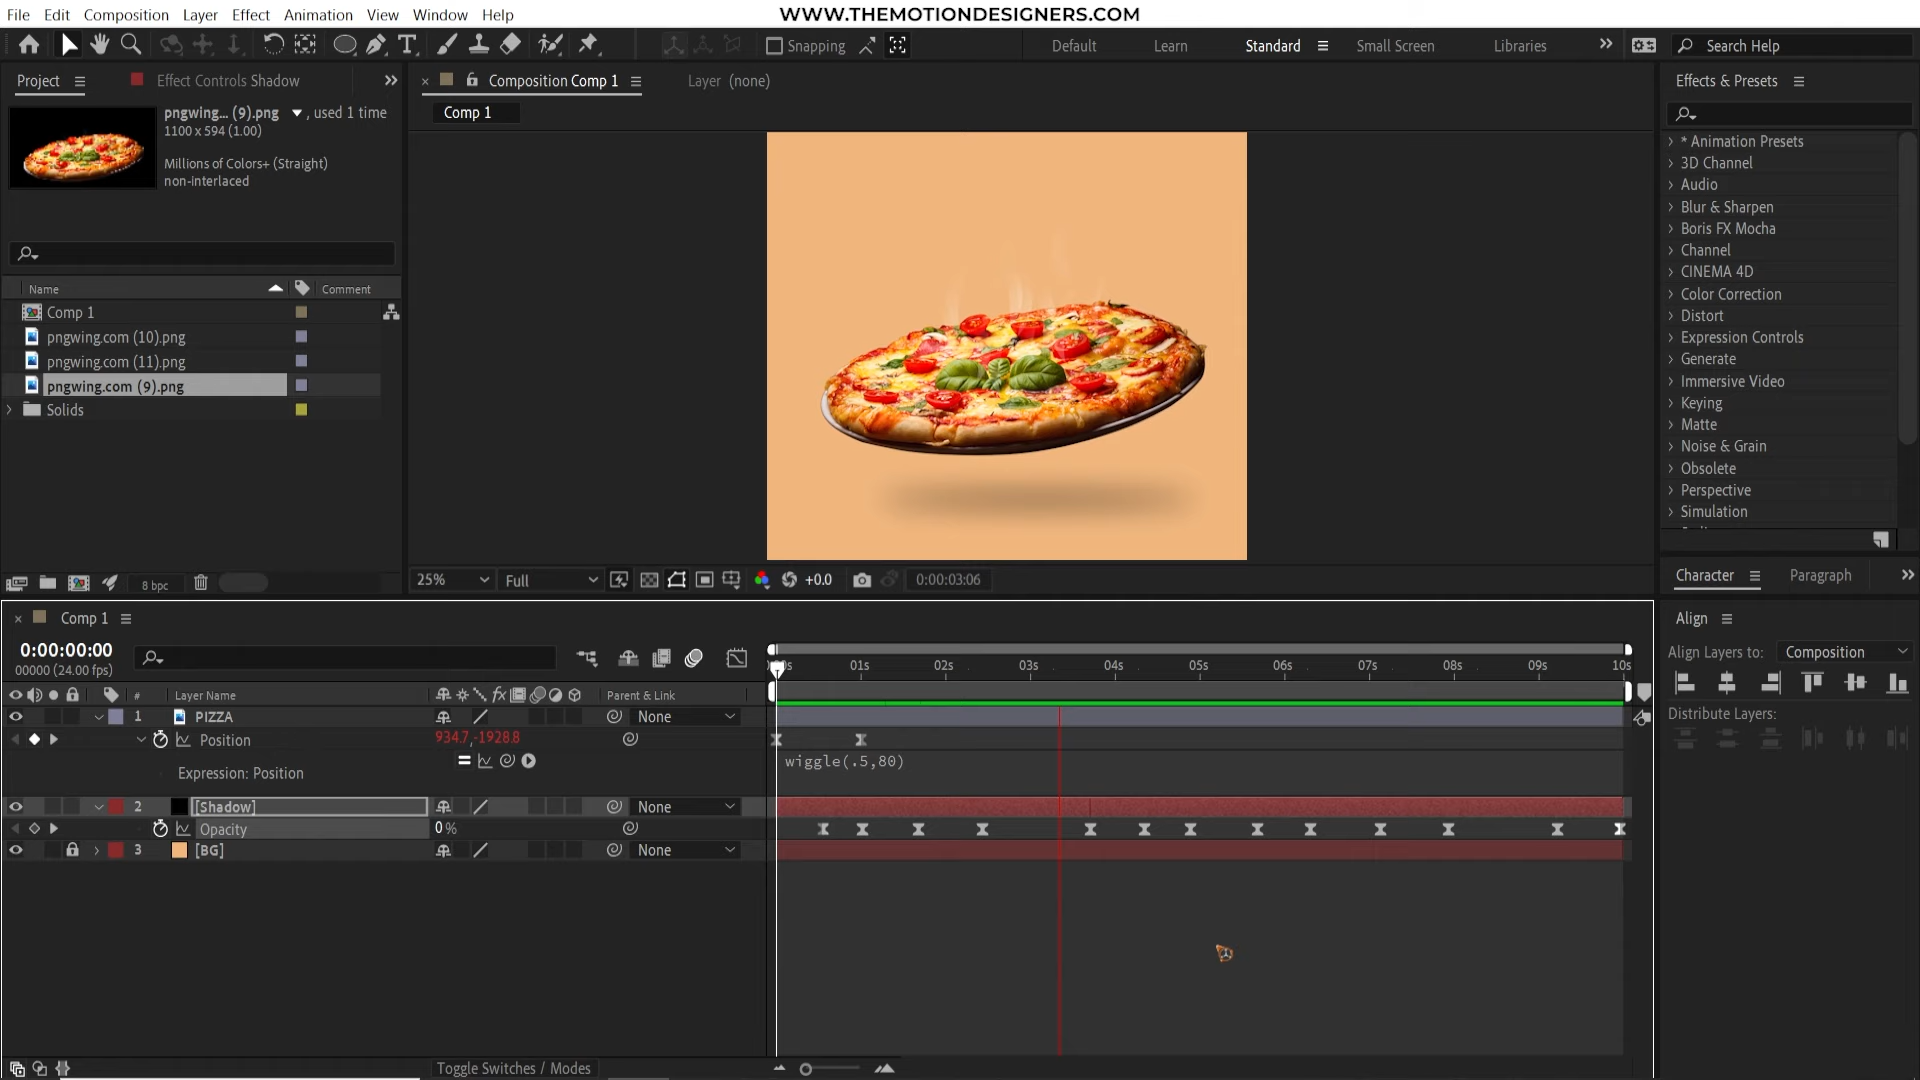 File Edit Composition Layer Effect Animation View Window Help
WWW.THEMOTIONDESIGNERS.COM
Snapping
Default Learn Standard Small Screen Libraries
Search Help
Project
Effect Controls Shadow
pngwing... (9).png , used 1 time
1100 x 594 (1.00)
Millions of Colors+ (Straight)
non-interlaced
Name Comment
Comp 1
pngwing.com (10).png
pngwing.com (11).png
pngwing.com (9).png
Solids
8 bpc
Composition Comp 1
Layer (none)
Comp 1
25% Full +0.0 0:00:03:06
Effects & Presets
* Animation Presets
3D Channel
Audio
Blur & Sharpen
Boris FX Mocha
Channel
CINEMA 4D
Color Correction
Distort
Expression Controls
Generate
Immersive Video
Keying
Matte
Noise & Grain
Obsolete
Perspective
Simulation
Character Paragraph
Align
Align Layers to: Composition
Distribute Layers:
Comp 1
0:00:00:00
00000 (24.00 fps)
01s 02s 03s 04s 05s 06s 07s 08s 09s 10s
# Layer Name fx Parent & Link
1 PIZZA None
Position 934.7,-1928.8
wiggle(.5,80)
Expression: Position
2 [Shadow] None
Opacity 0%
3 [BG] None
Toggle Switches / Modes